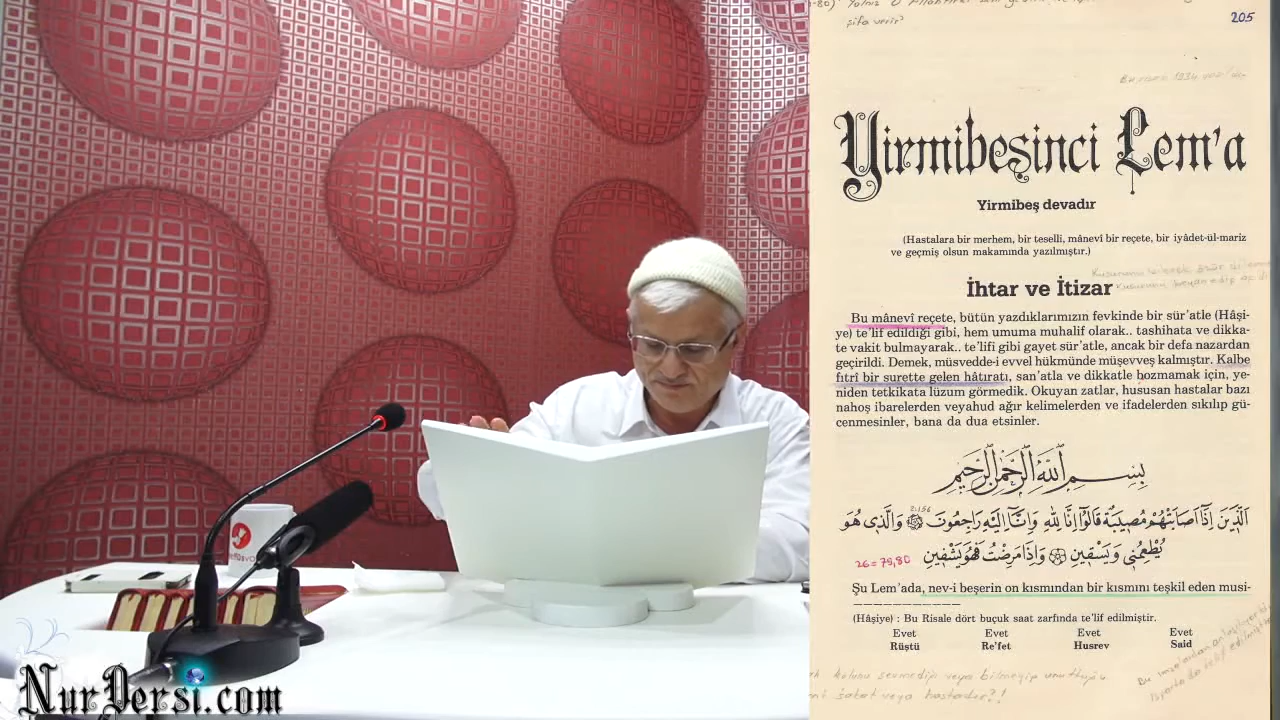 205
şifa verir?
Yirmibeşinci Lem'a
Yirmibeş devadır
(Hastalara bir merhem, bir teselli, mânevî bir reçete, bir iyâdet-ül-mariz
ve geçmiş olsun makamında yazılmıştır.)
İhtar ve İtizar
Bu mânevî reçete, bütün yazdıklarımızın fevkinde bir sür'atle (Hâşi-
ye) te'lif edildiği gibi, hem umuma muhalif olarak.. tashihata ve dikka-
te vakit bulmayarak.. te'lifi gibi gayet sür'atle, ancak bir defa nazardan
geçirildi. Demek, müsvedde-i evvel hükmünde müşevveş kalmıştır. Kalbe
fıtrî bir surette gelen hâtıratı, san'atla ve dikkatle bozmamak için, ye-
niden tetkikata lüzum görmedik. Okuyan zatlar, hususan hastalar bazı
nahoş ibarelerden veyahud ağır kelimelerden ve ifadelerden sıkılıp gü-
cenmesinler, bana da dua etsinler.
بِسْمِ اللَّهِ الرَّحْمَنِ الرَّحِيمِ
اَلَّذِينَ اِذَا اَصَابَتْهُمْ مُصِيبَةٌ قَالُوا اِنَّا لِلَّهِ وَاِنَّا اِلَيْهِ رَاجِعُونَ وَالَّذِى هُوَ
2:156
يُطْعِمُنِى وَيَسْقِينِ وَاِذَا مَرِضْتُ فَهُوَ يَشْفِينِ
26=79,80
Şu Lem'ada, nev-i beşerin on kısmından bir kısmını teşkil eden musi-
(Hâşiye) : Bu Risale dört buçuk saat zarfında te'lif edilmiştir.
Evet Evet Evet Evet
Rüştü Re'fet Husrev Said
NurDersi.com